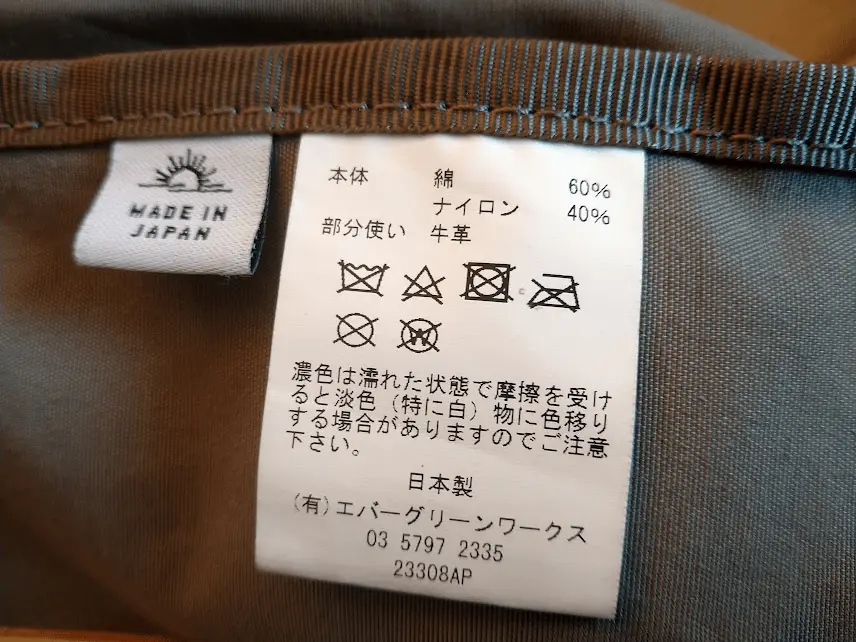 MADE IN
JAPAN
本体 綿 60%
ナイロン 40%
部分使い 牛革
濃色は濡れた状態で摩擦を受け
ると淡色(特に白)物に色移り
する場合がありますのでご注意
下さい。
日本製
(有)エバーグリーンワークス
03 5797 2335
23308AP